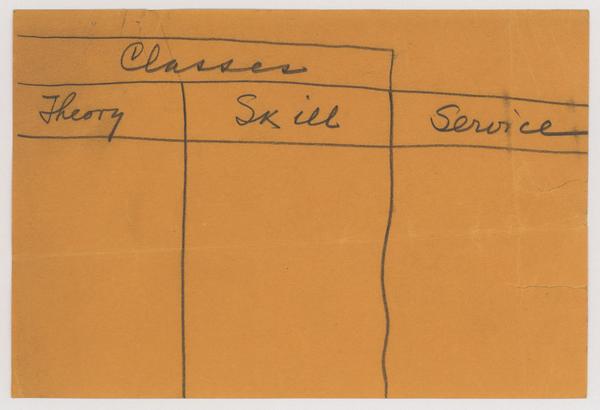 Classes
Theory Skill Service